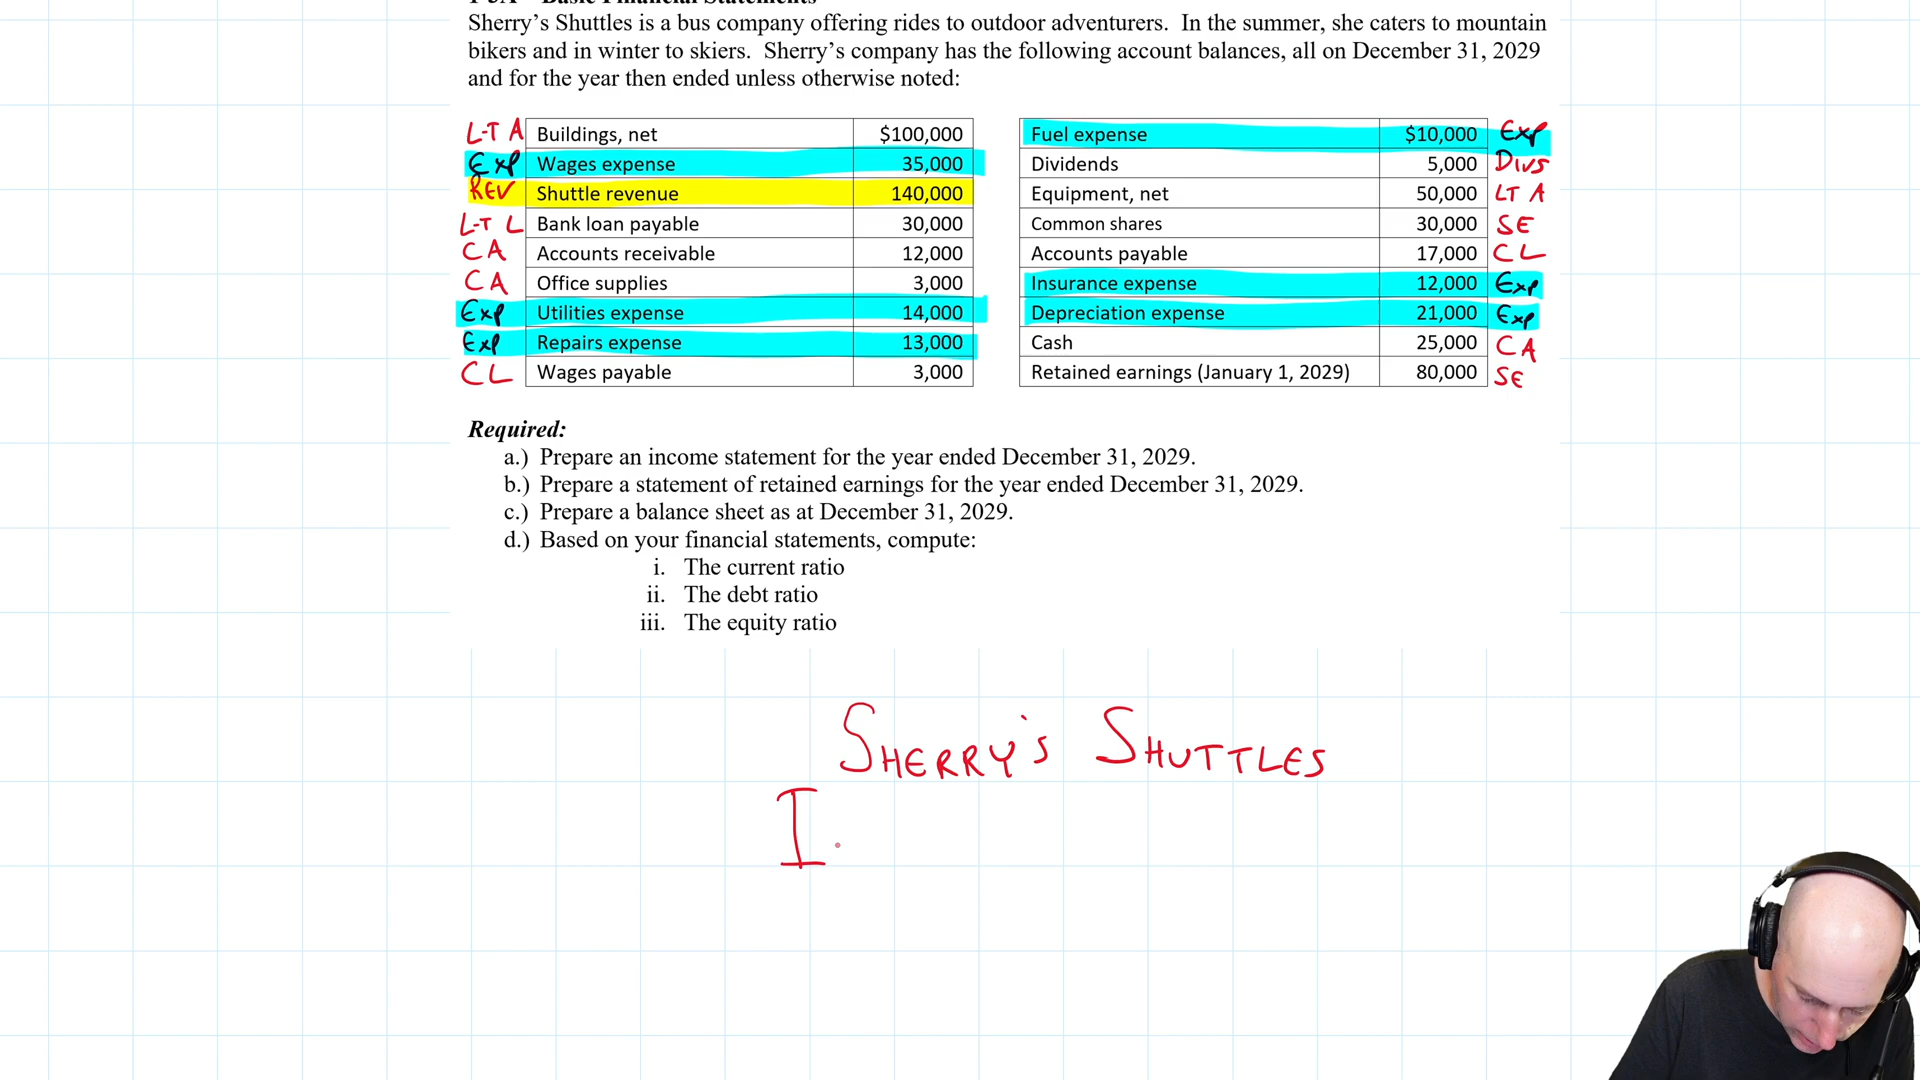 Sherry's Shuttles is a bus company offering rides to outdoor adventurers. In the summer, she caters to mountain
bikers and in winter to skiers. Sherry's company has the following account balances, all on December 31, 2029
and for the year then ended unless otherwise noted:
L-T A Buildings, net $100,000 Fuel expense $10,000 Exp
Exp Wages expense 35,000 Dividends 5,000 DIVS
REV Shuttle revenue 140,000 Equipment, net 50,000 LT A
L-T L Bank loan payable 30,000 Common shares 30,000 SE
CA Accounts receivable 12,000 Accounts payable 17,000 CL
CA Office supplies 3,000 Insurance expense 12,000 Exp
Exp Utilities expense 14,000 Depreciation expense 21,000 Exp
Exp Repairs expense 13,000 Cash 25,000 CA
CL Wages payable 3,000 Retained earnings (January 1, 2029) 80,000 SE
Required:
a.) Prepare an income statement for the year ended December 31, 2029.
b.) Prepare a statement of retained earnings for the year ended December 31, 2029.
c.) Prepare a balance sheet as at December 31, 2029.
d.) Based on your financial statements, compute:
i. The current ratio
ii. The debt ratio
iii. The equity ratio
SHERRY'S SHUTTLES
I